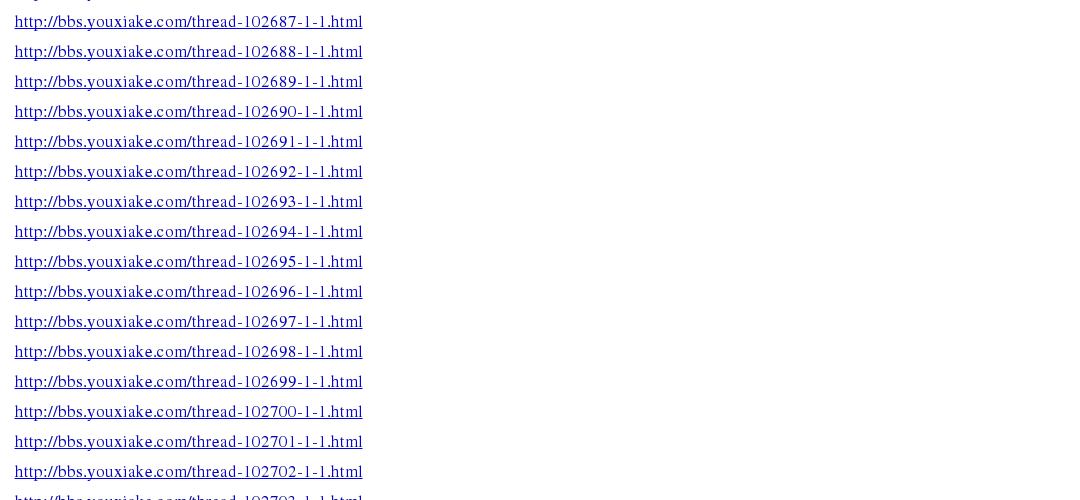 http://bbs.youxiake.com/thread-102687-1-1.html
http://bbs.youxiake.com/thread-102688-1-1.html
http://bbs.youxiake.com/thread-102689-1-1.html
http://bbs.youxiake.com/thread-102690-1-1.html
http://bbs.youxiake.com/thread-102691-1-1.html
http://bbs.youxiake.com/thread-102692-1-1.html
http://bbs.youxiake.com/thread-102693-1-1.html
http://bbs.youxiake.com/thread-102694-1-1.html
http://bbs.youxiake.com/thread-102695-1-1.html
http://bbs.youxiake.com/thread-102696-1-1.html
http://bbs.youxiake.com/thread-102697-1-1.html
http://bbs.youxiake.com/thread-102698-1-1.html
http://bbs.youxiake.com/thread-102699-1-1.html
http://bbs.youxiake.com/thread-102700-1-1.html
http://bbs.youxiake.com/thread-102701-1-1.html
http://bbs.youxiake.com/thread-102702-1-1.html